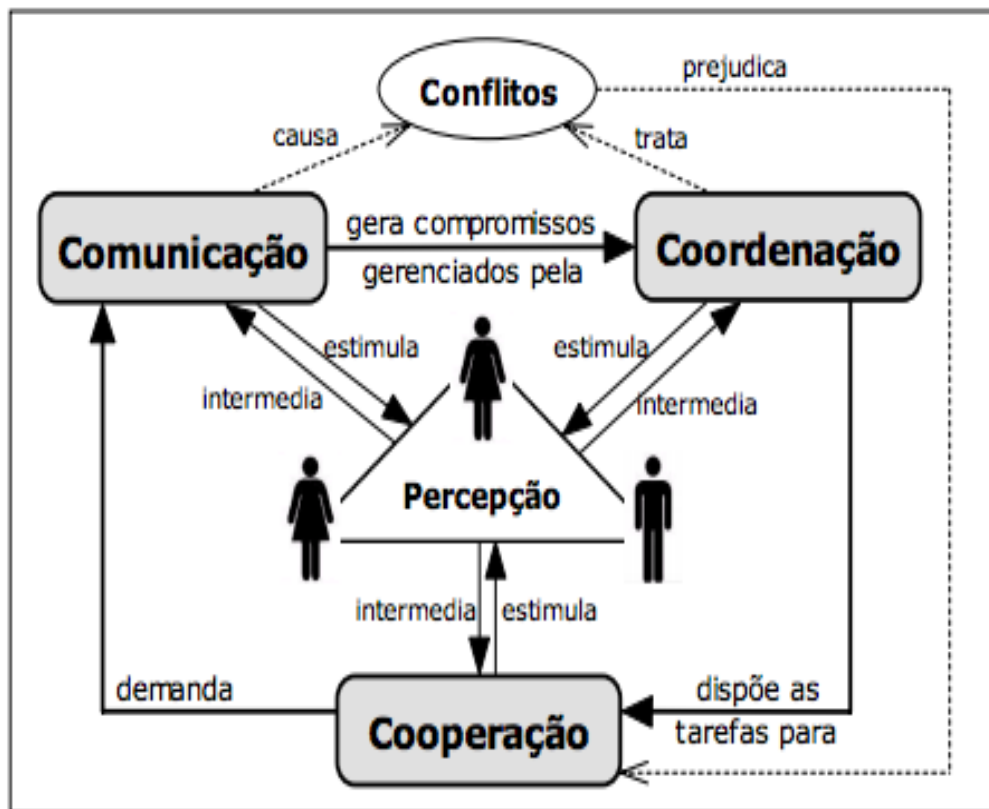 prejudica
Conflitos
causa
trata
gera compromissos
Comunicação
Coordenação
gerenciados pela
estimula
estimula
intermedia
intermedia
Percepção
intermedia
estimula
demanda
dispõe as
Cooperação
tarefas para